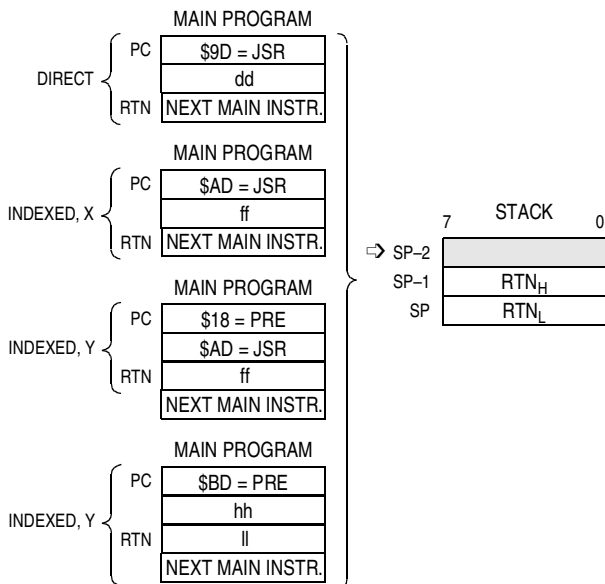 MAIN PROGRAM
PC $9D = JSR
DIRECT dd
RTN NEXT MAIN INSTR.
MAIN PROGRAM
PC $AD = JSR
INDEXED, X ff
RTN NEXT MAIN INSTR.
MAIN PROGRAM
PC $18 = PRE
INDEXED, Y $AD = JSR
RTN ff
NEXT MAIN INSTR.
MAIN PROGRAM
PC $BD = PRE
INDEXED, Y hh
RTN ll
NEXT MAIN INSTR.
7 STACK 0
➩ SP–2
SP–1 RTNH
SP RTNL